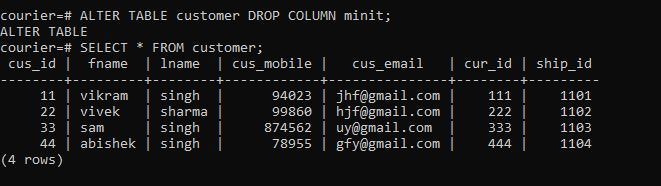 courier=# ALTER TABLE customer DROP COLUMN minit;
ALTER TABLE
courier=# SELECT * FROM customer;
 cus_id |  fname  | lname  | cus_mobile |   cus_email   | cur_id | ship_id
--------+---------+--------+------------+---------------+--------+---------
     11 | vikram  | singh  |      94023 | jhf@gmail.com |    111 |    1101
     22 | vivek   | sharma |      99860 | hjf@gmail.com |    222 |    1102
     33 | sam     | singh  |     874562 | uy@gmail.com  |    333 |    1103
     44 | abishek | singh  |      78955 | gfy@gmail.com |    444 |    1104
(4 rows)